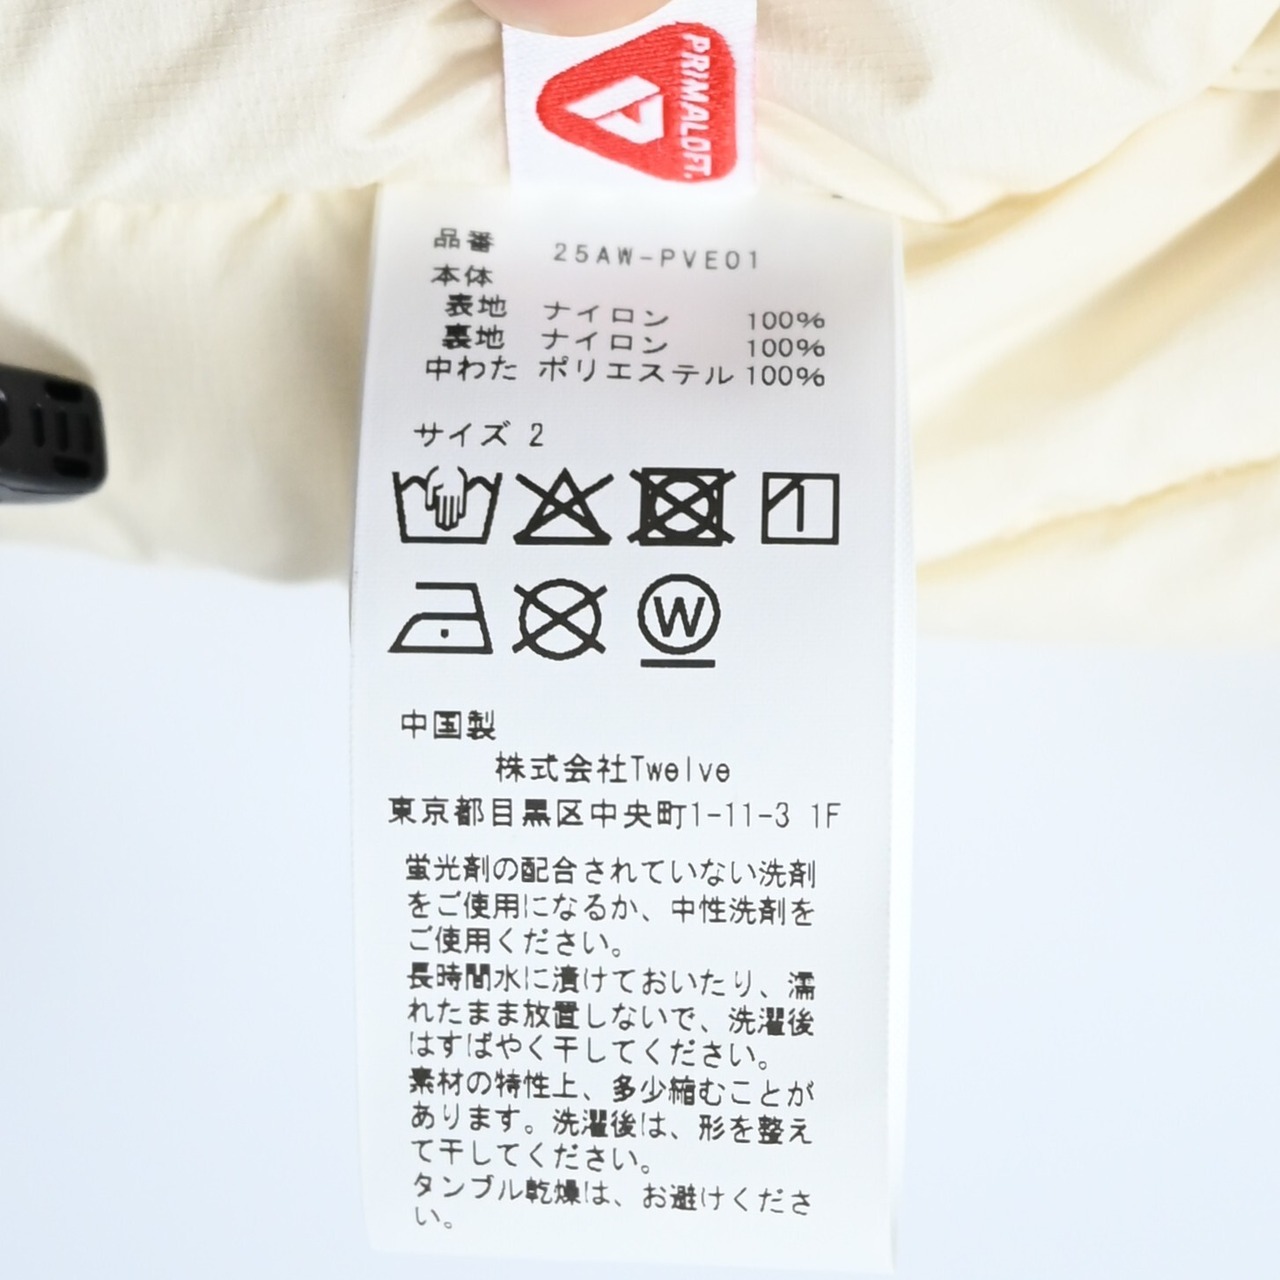 PRIMALOFT.
品番 25AW-PVE01
本体
表地 ナイロン 100%
裏地 ナイロン 100%
中わた ポリエステル 100%
サイズ 2
W
中国製
株式会社Twelve
東京都目黒区中央町1-11-3 1F
蛍光剤の配合されていない洗剤
をご使用になるか、中性洗剤を
ご使用ください。
長時間水に漬けておいたり、濡
れたまま放置しないで、洗濯後
はすばやく干してください。
素材の特性上、多少縮むことが
あります。洗濯後は、形を整え
て干してください。
タンブル乾燥は、お避けくださ
い。